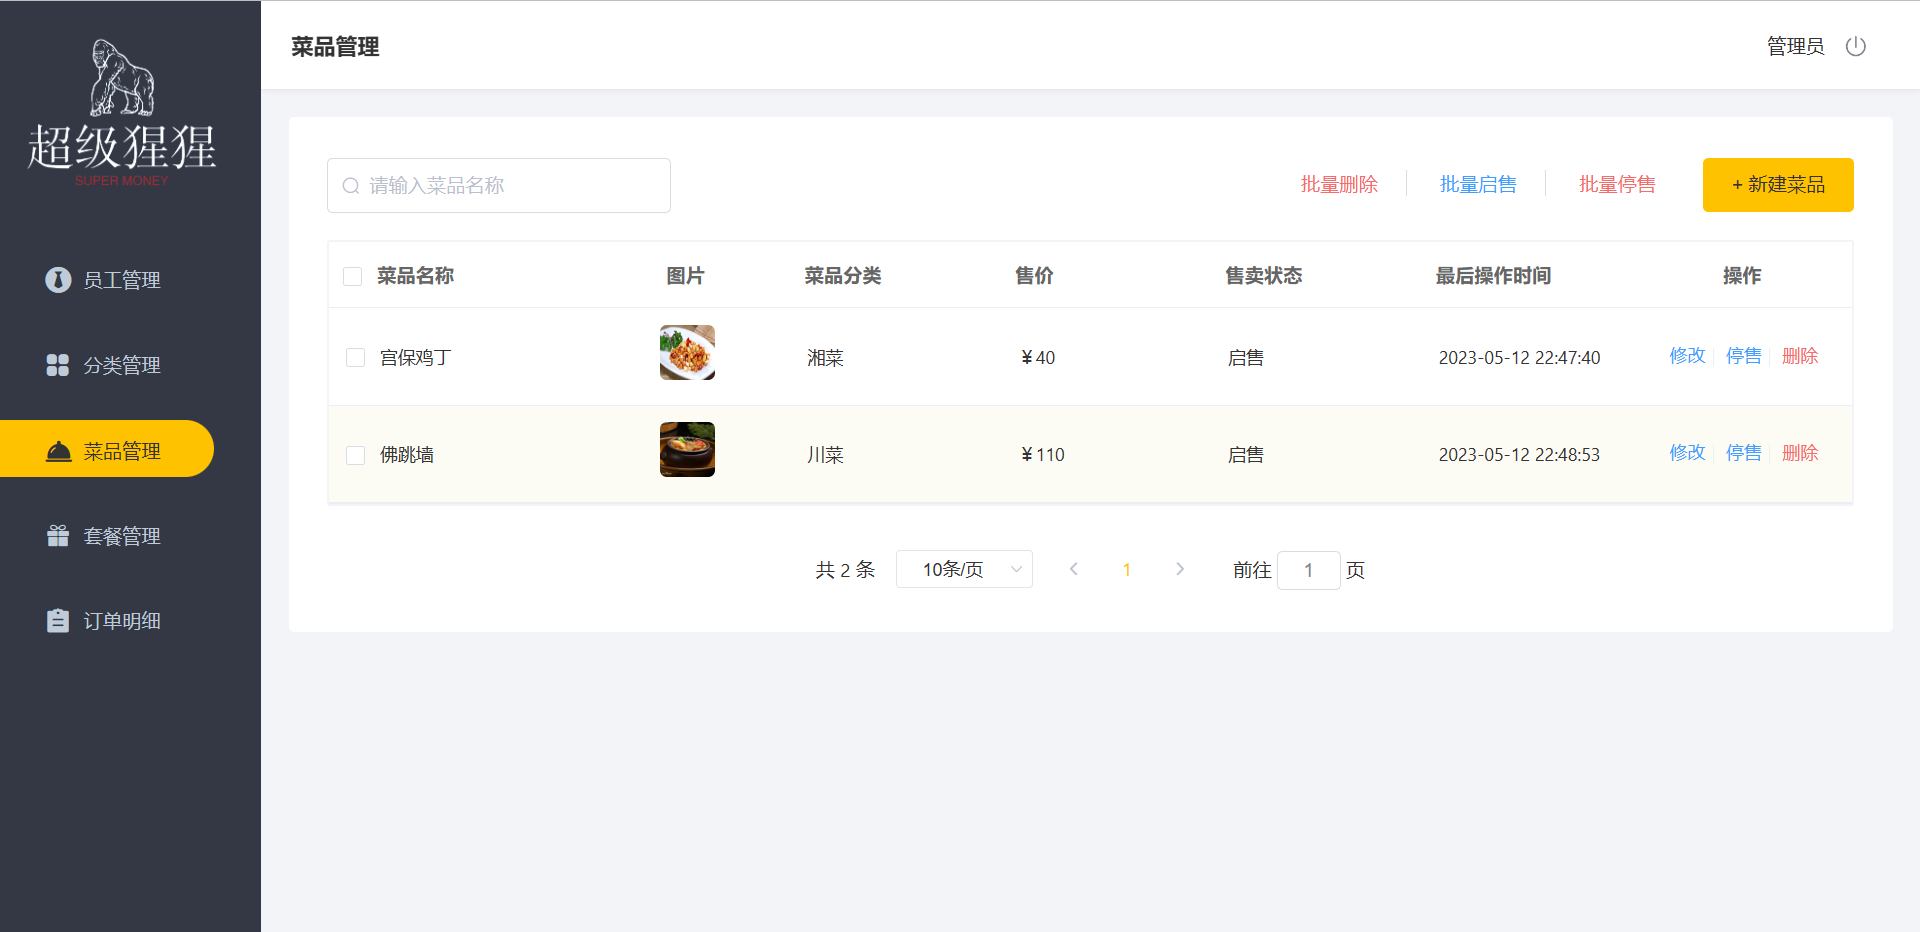 超级猩猩
SUPER MONEY
员工管理
分类管理
菜品管理
套餐管理
订单明细
菜品管理
管理员
请输入菜品名称
批量删除
批量启售
批量停售
+ 新建菜品
菜品名称 图片 菜品分类 售价 售卖状态 最后操作时间 操作
宫保鸡丁 湘菜 ¥ 40 启售 2023-05-12 22:47:40 修改 停售 删除
佛跳墙 川菜 ¥ 110 启售 2023-05-12 22:48:53 修改 停售 删除
共 2 条 10条/页 1 前往 1 页